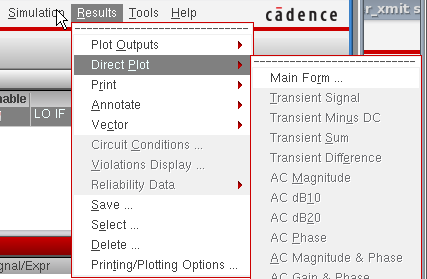 Simulation Results Tools Help cādence
r_xmit s
Plot Outputs
Direct Plot
Print
Annotate
Vector
Circuit Conditions ...
Violations Display ...
Reliability Data
Save ...
Select ...
Delete ...
Printing/Plotting Options ...
Main Form ...
Transient Signal
Transient Minus DC
Transient Sum
Transient Difference
AC Magnitude
AC dB10
AC dB20
AC Phase
AC Magnitude & Phase
AC Gain & Phase
nable
LO IF
gnal/Expr